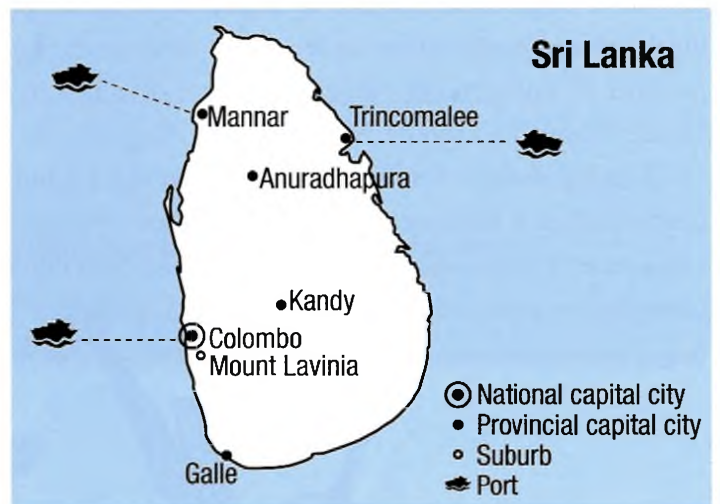 Sri Lanka
Mannar
Trincomalee
Anuradhapura
Kandy
Colombo
Mount Lavinia
Galle
National capital city
Provincial capital city
Suburb
Port